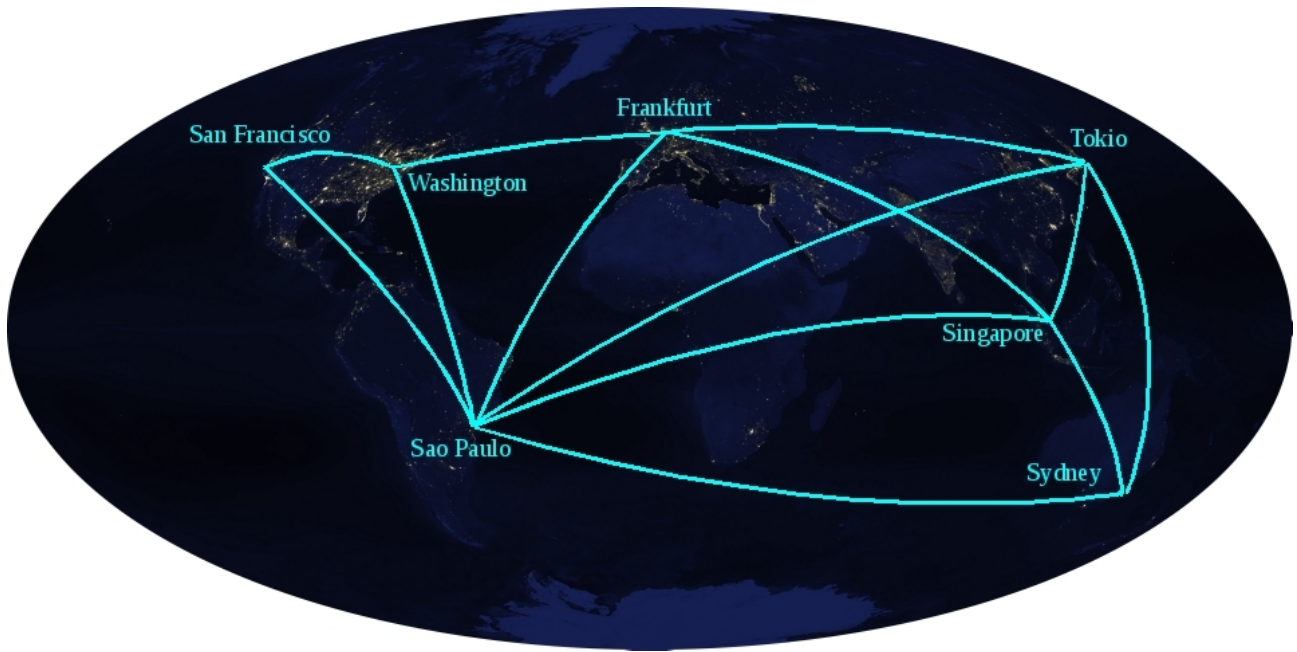 Frankfurt
San Francisco
Tokio
Washington
Singapore
Sao Paulo
Sydney